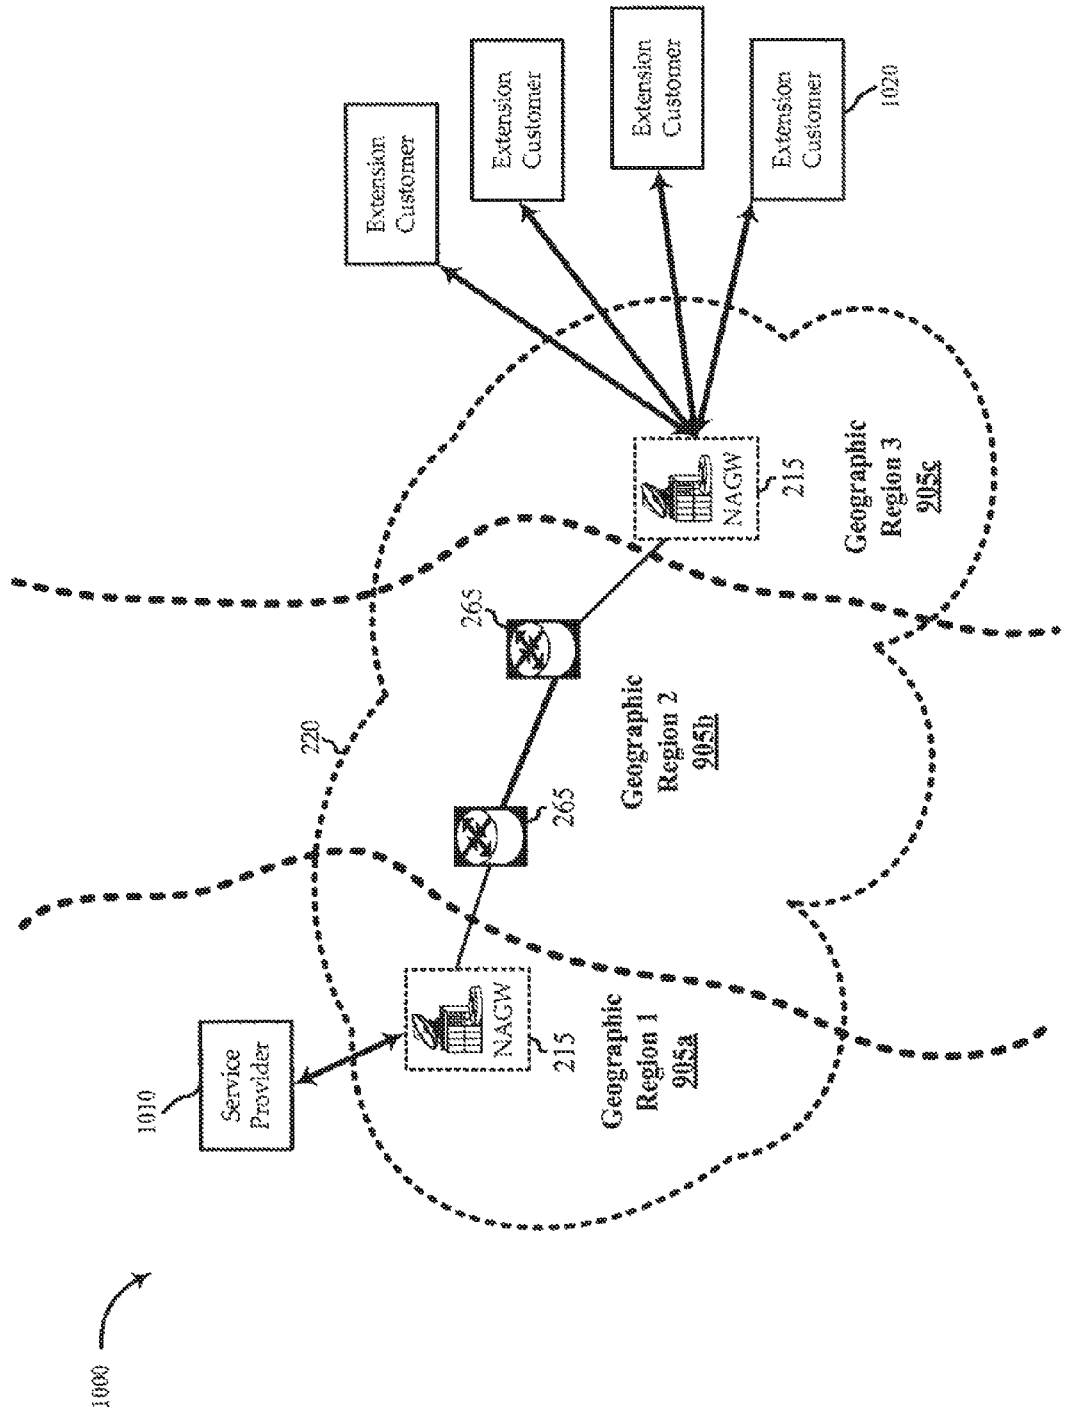 1000
1010
Service
Provider
220
NAGW
215
265
265
NAGW
215
Geographic
Region 1
905a
Geographic
Region 2
905b
Geographic
Region 3
905c
Extension
Customer
Extension
Customer
Extension
Customer
Extension
Customer
1020